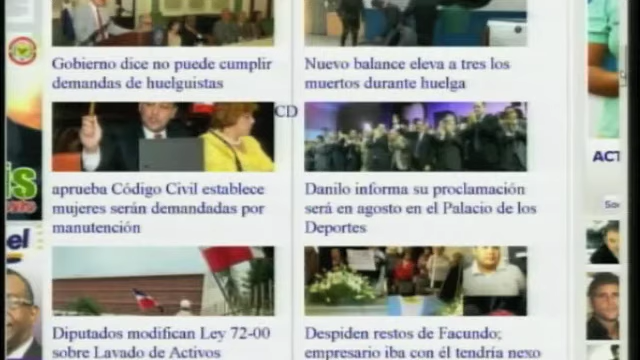 Gobierno dice no puede cumplir
demandas de huelguistas
Nuevo balance eleva a tres los
muertos durante huelga
CD
aprueba Código Civil establece
mujeres serán demandadas por
manutención
Danilo informa su proclamación
será en agosto en el Palacio de los
Deportes
Diputados modifican Ley 72-00
sobre Lavado de Activos
Despiden restos de Facundo;
empresario iba con él tendría nexo
ACT
el